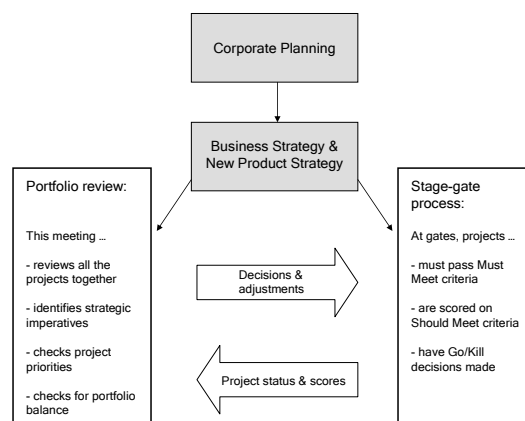 Corporate Planning
Business Strategy &
New Product Strategy
Portfolio review:
This meeting …
- reviews all the
projects together
- identifies strategic
imperatives
- checks project
priorities
- checks for portfolio
balance
Decisions &
adjustments
Project status & scores
Stage-gate
process:
At gates, projects …
- must pass Must
Meet criteria
- are scored on
Should Meet criteria
- have Go/Kill
decisions made